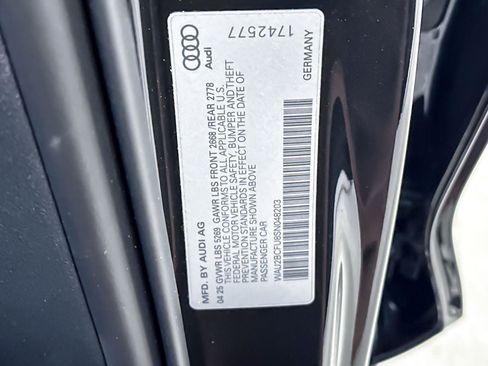 Audi
1742577
GERMANY
MFD. BY AUDI AG
04 25 GVWR LBS 5269 GAWR LBS FRONT 2668 /REAR 2778
THIS VEHICLE CONFORMS TO ALL APPLICABLE U.S.
FEDERAL MOTOR VEHICLE SAFETY, BUMPER AND THEFT
PREVENTION STANDARDS IN EFFECT ON THE DATE OF
MANUFACTURE SHOWN ABOVE
PASSENGER CAR
WAU2BCFU8SN048203